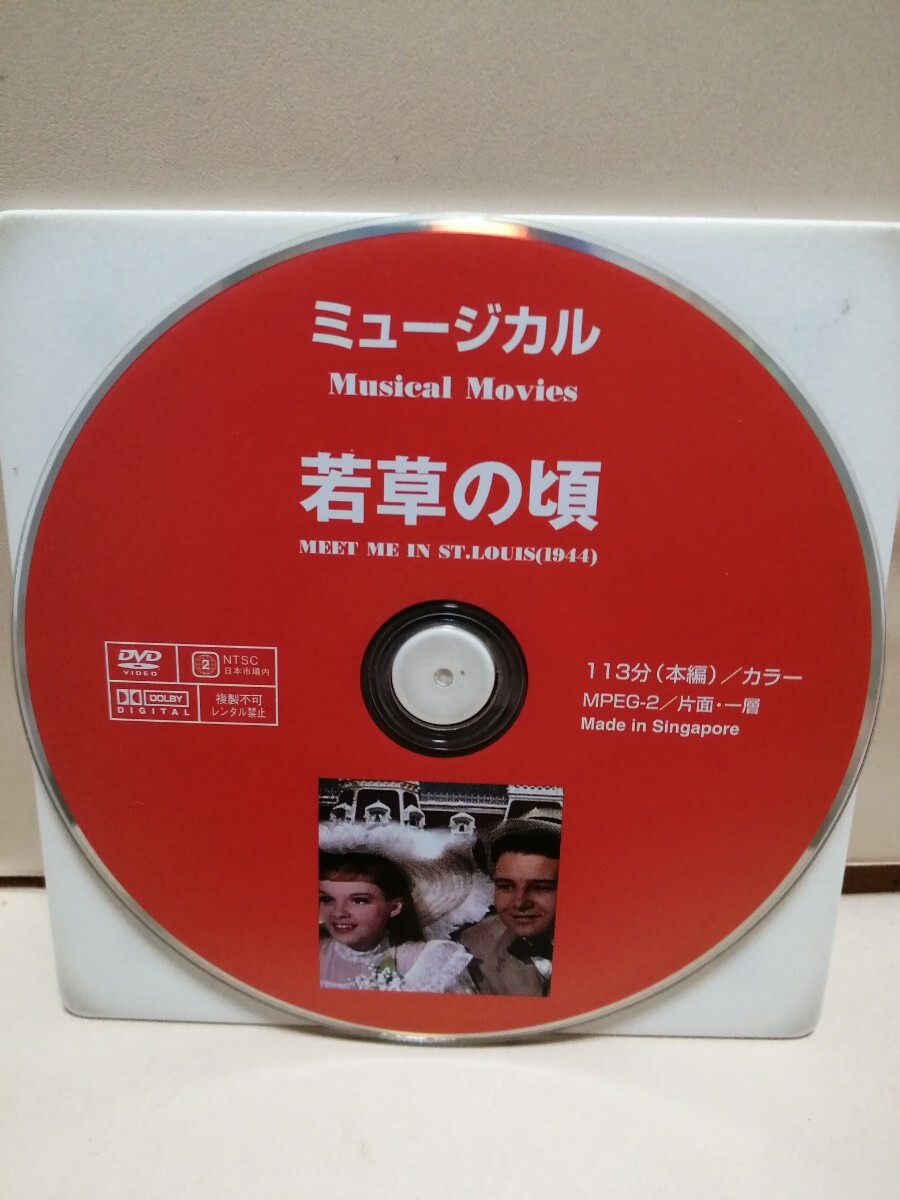 ミュージカル
Musical Movies
若草の頃
MEET ME IN ST.LOUIS(1944)
DVD
VIDEO
2 NTSC
日本市場内
DOLBY
DIGITAL
複製不可
レンタル禁止
113分(本編)／カラー
MPEG-2／片面・一層
Made in Singapore